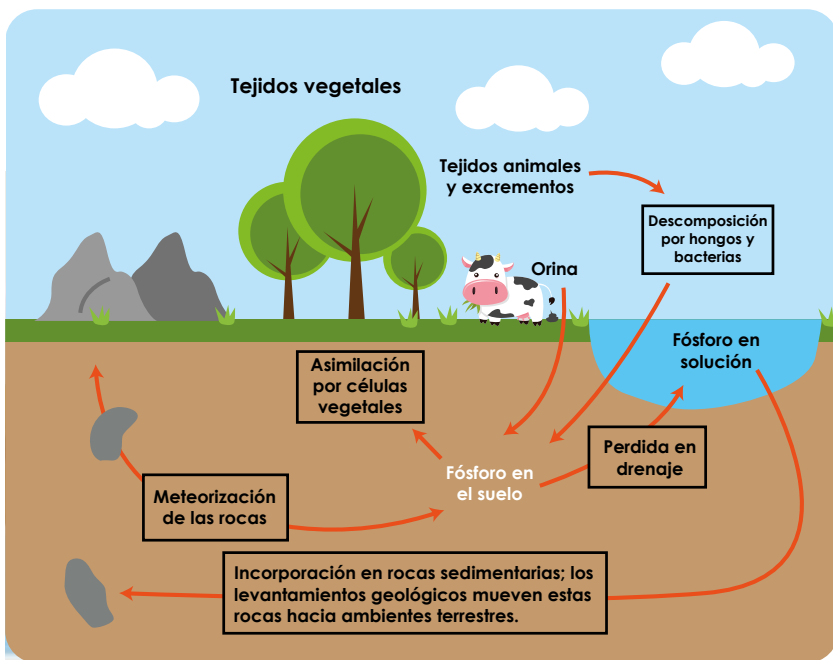 Tejidos vegetales
Tejidos animales
y excrementos
Descomposición
por hongos y
bacterias
Orina
Fósforo en
solución
Asimilación
por células
vegetales
Perdida en
drenaje
Fósforo en
el suelo
Meteorización
de las rocas
Incorporación en rocas sedimentarias; los
levantamientos geológicos mueven estas
rocas hacia ambientes terrestres.